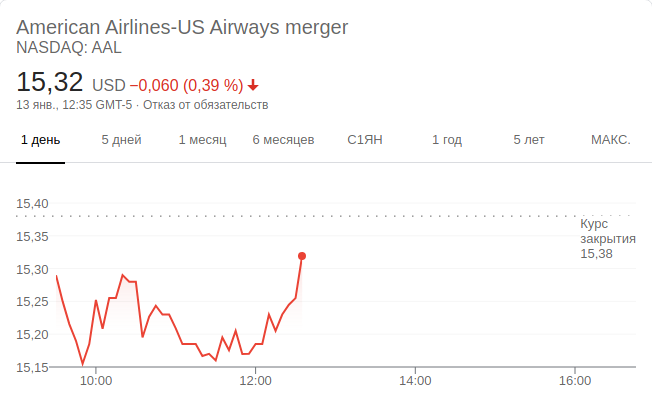 American Airlines-US Airways merger
NASDAQ: AAL
15,32 USD −0,060 (0,39 %)
13 янв., 12:35 GMT-5 · Отказ от обязательств
1 день 5 дней 1 месяц 6 месяцев С1ЯН 1 год 5 лет МАКС.
15,40
Курс
закрытия
15,38
15,35
15,30
15,25
15,20
15,15
10:00 12:00 14:00 16:00